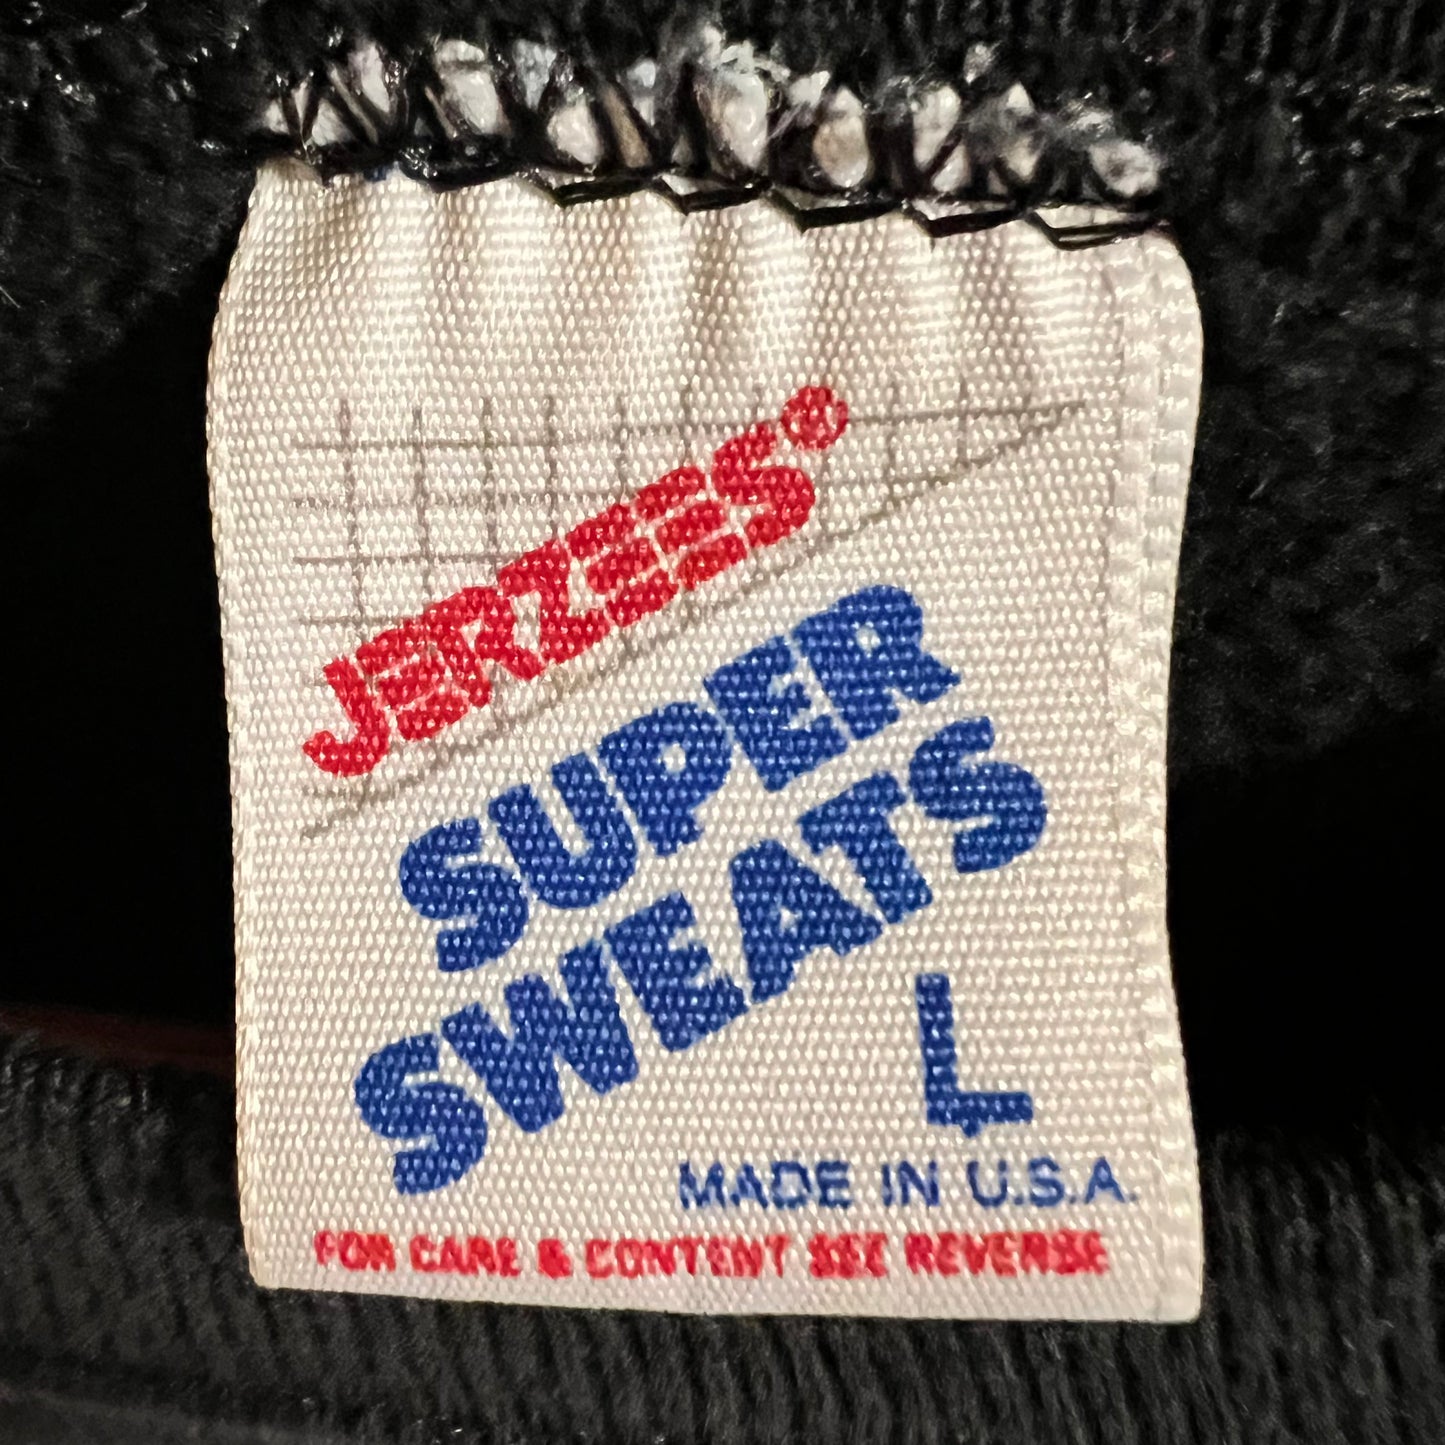 JERZEES®
SUPER
SWEATS
L
MADE IN U.S.A.
FOR CARE & CONTENT SEE REVERSE